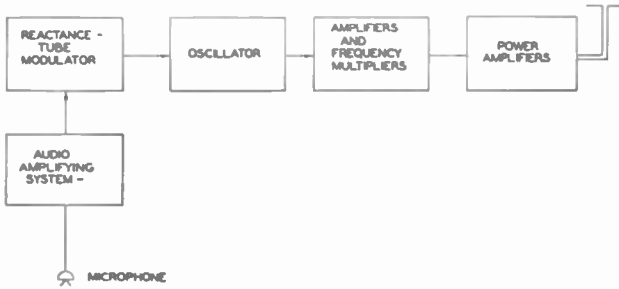 REACTANCE -
TUBE
MODULATOR
OSCILLATOR
AMPLIFIERS
AND
FREQUENCY
MULTIPLIERS
POWER
AMPLIFIERS
AUDIO
AMPLIFYING
SYSTEM -
MICROPHONE